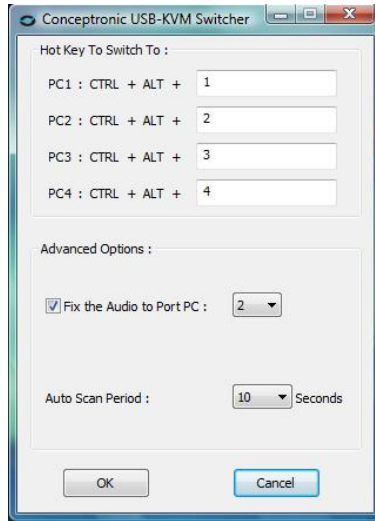 Conceptronic USB-KVM Switcher
Hot Key To Switch To :
PC1 : CTRL + ALT + 1
PC2 : CTRL + ALT + 2
PC3 : CTRL + ALT + 3
PC4 : CTRL + ALT + 4
Advanced Options :
Fix the Audio to Port PC : 2
Auto Scan Period : 10 Seconds
OK Cancel